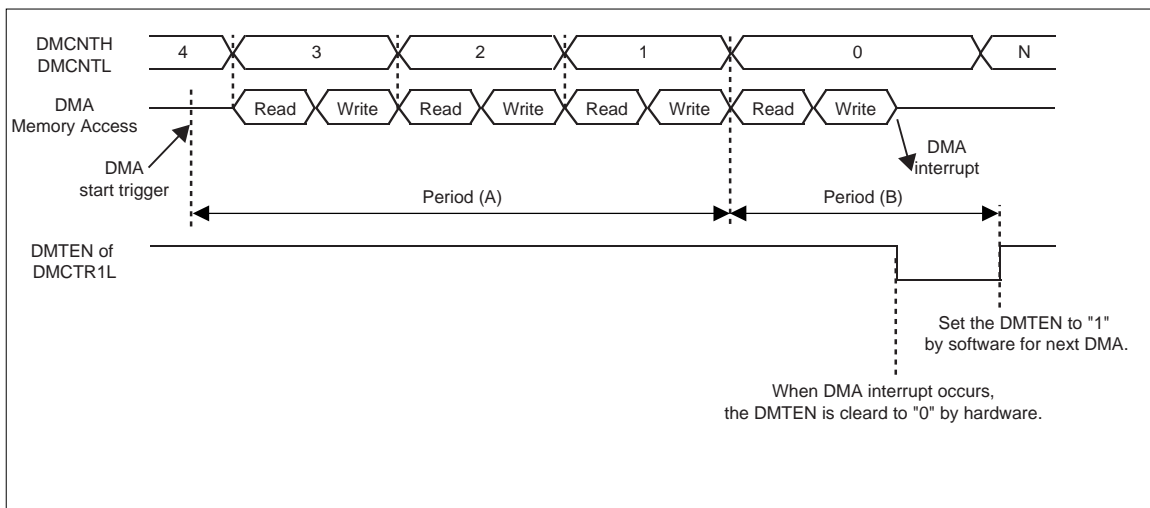 DMCNTH
DMCNTL
4
3
2
1
0
N
DMA
Memory Access
Read
Write
Read
Write
Read
Write
Read
Write
DMA
start trigger
DMA
interrupt
Period (A)
Period (B)
DMTEN of
DMCTR1L
Set the DMTEN to "1"
by software for next DMA.
When DMA interrupt occurs,
the DMTEN is cleard to "0" by hardware.